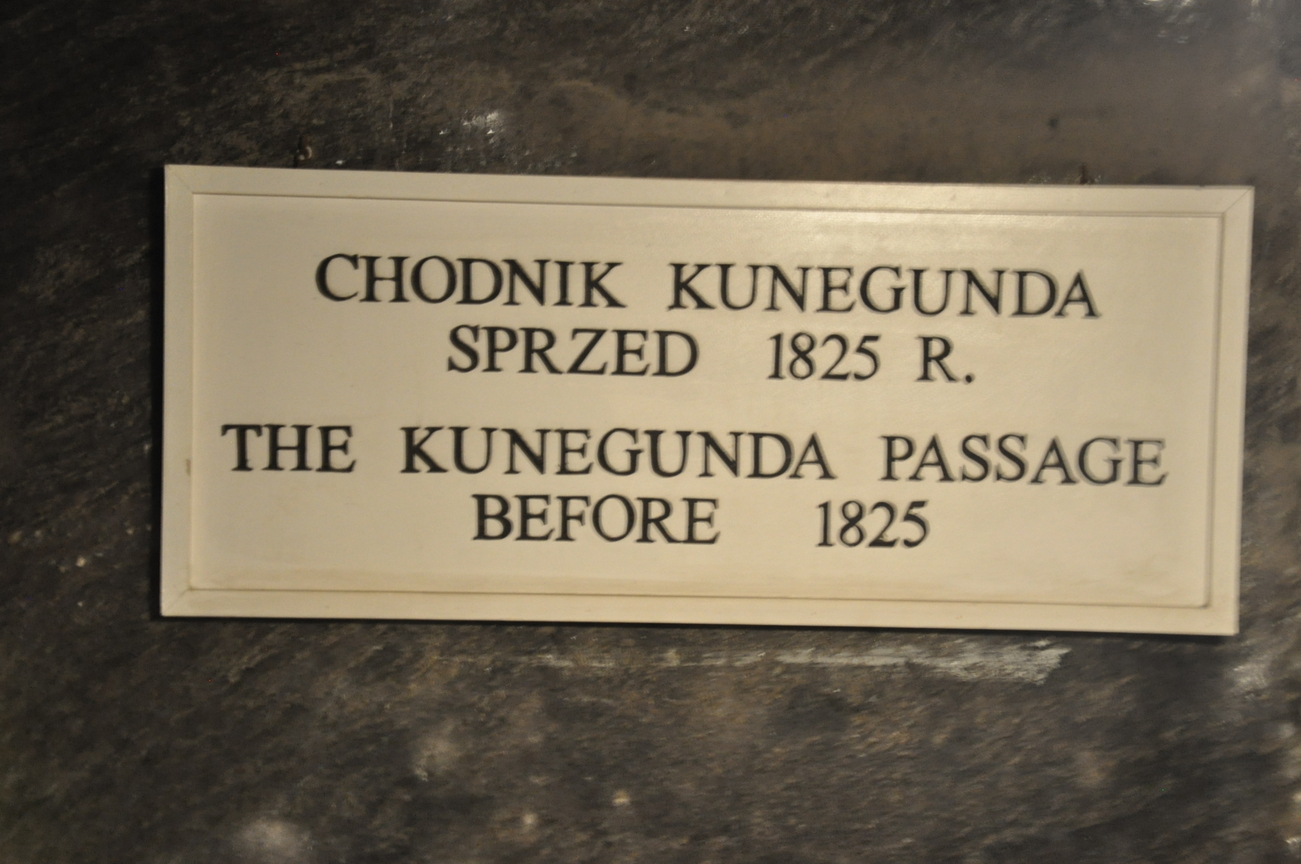 CHODNIK KUNEGUNDA
SPRZED 1825 R.
THE KUNEGUNDA PASSAGE
BEFORE 1825